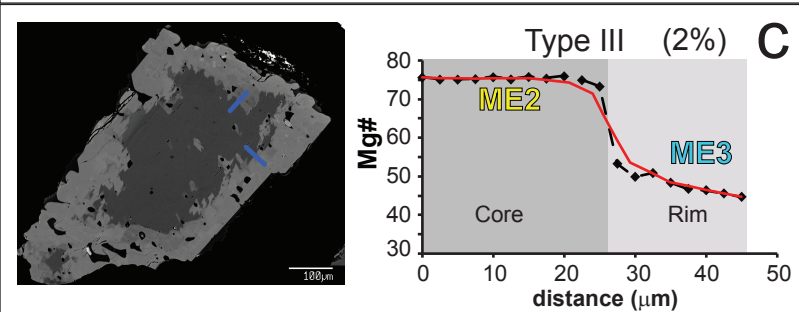 Type III (2%) C
100µm
Mg#
80
70
60
50
40
30
ME2
ME3
Core
Rim
0 10 20 30 40 50
distance (µm)